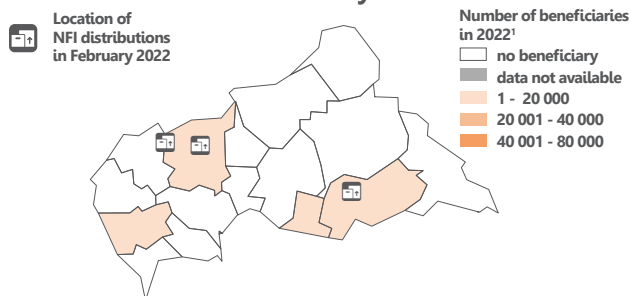 Location of
NFI distributions
in February 2022
Number of beneficiaries
in 2022¹
no beneficiary
data not available
1 - 20 000
20 001 - 40 000
40 001 - 80 000